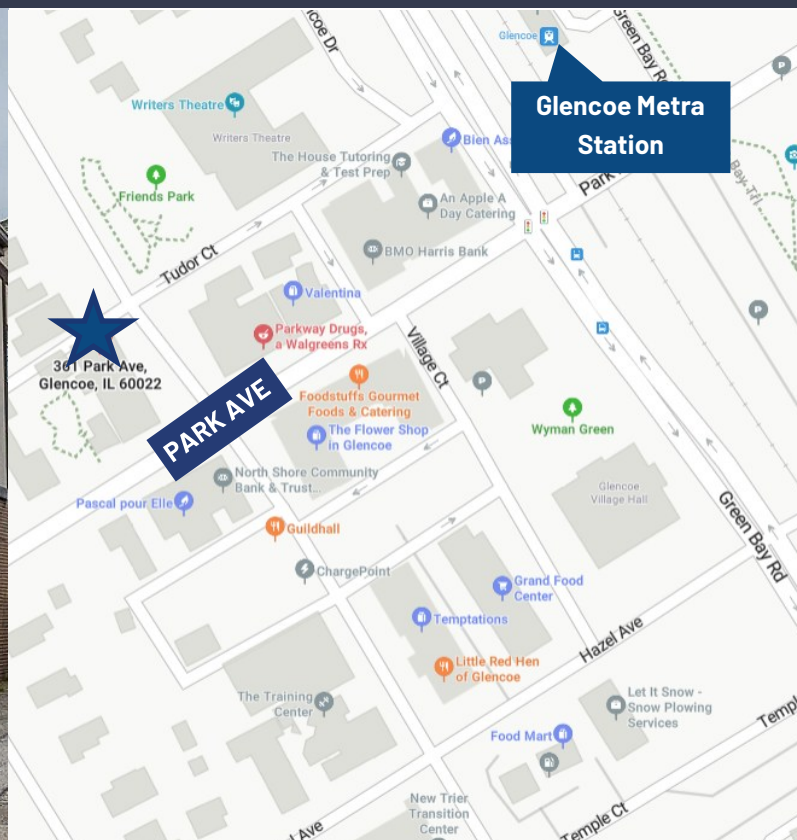 Glencoe
Glencoe Metra
Station
Green Bay Rd
Writers Theatre
Writers Theatre
Bien
The House Tutoring
& Test Prep
Friends Park
An Apple A
Day Catering
Park
BMO Harris Bank
Tudor Ct
Valentina
Parkway Drugs,
a Walgreens Rx
Village Ct
361 Park Ave,
Glencoe, IL 60022
PARK AVE
Foodstuffs Gourmet
Foods & Catering
The Flower Shop
in Glencoe
Wyman Green
North Shore Community
Bank & Trust...
Pascal pour Elle
Guildhall
Glencoe
Village Hall
Green Bay Rd
ChargePoint
Grand Food
Center
Temptations
Hazel Ave
Little Red Hen
of Glencoe
The Training
Center
Let It Snow -
Snow Plowing
Services
Food Mart
New Trier
Transition
Center
Temple Ct